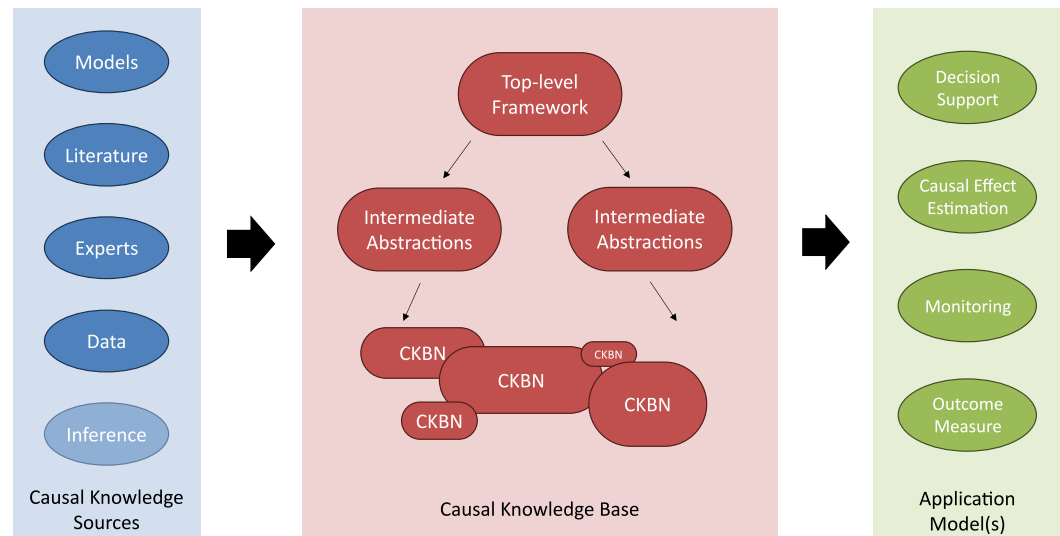 Models
Literature
Experts
Data
Inference
Causal Knowledge
Sources
Top-level
Framework
Intermediate
Abstractions
Intermediate
Abstractions
CKBN
CKBN
CKBN
CKBN
CKBN
Causal Knowledge Base
Decision
Support
Causal Effect
Estimation
Monitoring
Outcome
Measure
Application
Model(s)